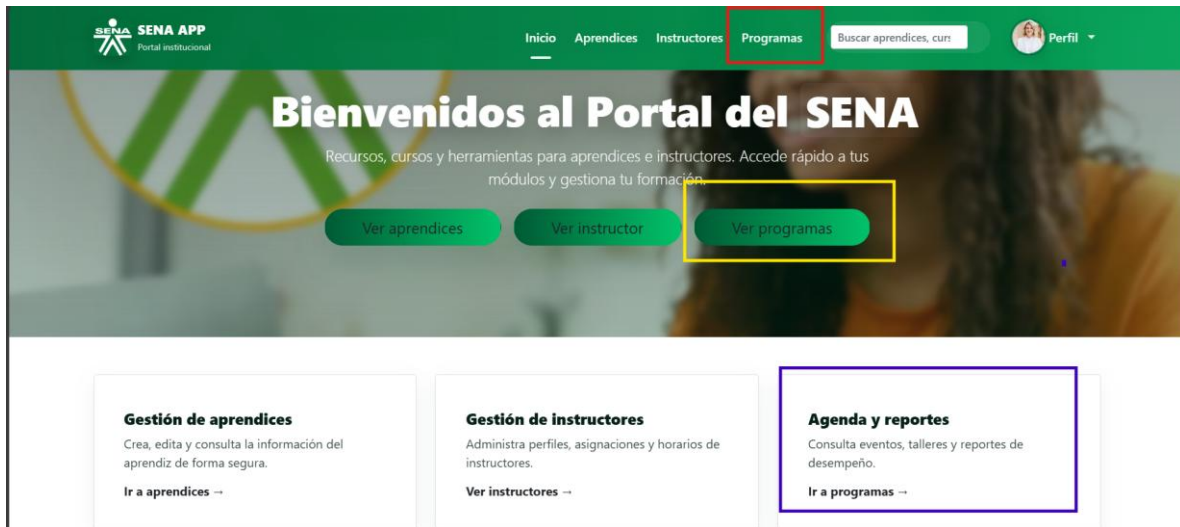 SENA
SENA APP
Portal institucional
Inicio Aprendices Instructores Programas
Buscar aprendices, curs
Perfil
Bienvenidos al Portal del SENA
Recursos, cursos y herramientas para aprendices e instructores. Accede rápido a tus
módulos y gestiona tu formación.
Ver aprendices
Ver instructor
Ver programas
Gestión de aprendices
Crea, edita y consulta la información del
aprendiz de forma segura.
Ir a aprendices →
Gestión de instructores
Administra perfiles, asignaciones y horarios de
instructores.
Ver instructores →
Agenda y reportes
Consulta eventos, talleres y reportes de
desempeño.
Ir a programas →